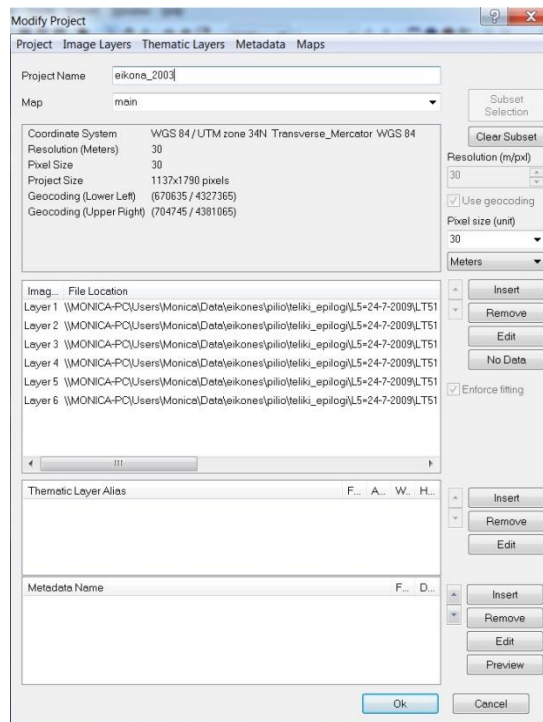 Modify Project
Project Image Layers Thematic Layers Metadata Maps
Project Name eikona_2003
Map main
Subset Selection
Clear Subset
Coordinate System WGS 84 / UTM zone 34N Transverse_Mercator WGS 84
Resolution (Meters) 30
Pixel Size 30
Project Size 1137x1790 pixels
Geocoding (Lower Left) (670635 / 4327365)
Geocoding (Upper Right) (704745 / 4381065)
Resolution (m/pxl)
30
Use geocoding
Pixel size (unit)
30
Meters
Imag... File Location
Layer 1 \\MONICA-PC\Users\Monica\Data\eikones\pilio\teliki_epilogi\L5=24-7-2009\LT51
Layer 2 \\MONICA-PC\Users\Monica\Data\eikones\pilio\teliki_epilogi\L5=24-7-2009\LT51
Layer 3 \\MONICA-PC\Users\Monica\Data\eikones\pilio\teliki_epilogi\L5=24-7-2009\LT51
Layer 4 \\MONICA-PC\Users\Monica\Data\eikones\pilio\teliki_epilogi\L5=24-7-2009\LT51
Layer 5 \\MONICA-PC\Users\Monica\Data\eikones\pilio\teliki_epilogi\L5=24-7-2009\LT51
Layer 6 \\MONICA-PC\Users\Monica\Data\eikones\pilio\teliki_epilogi\L5=24-7-2009\LT51
Insert
Remove
Edit
No Data
Enforce fitting
Thematic Layer Alias F... A... W... H...
Insert
Remove
Edit
Metadata Name F... D...
Insert
Remove
Edit
Preview
Ok Cancel